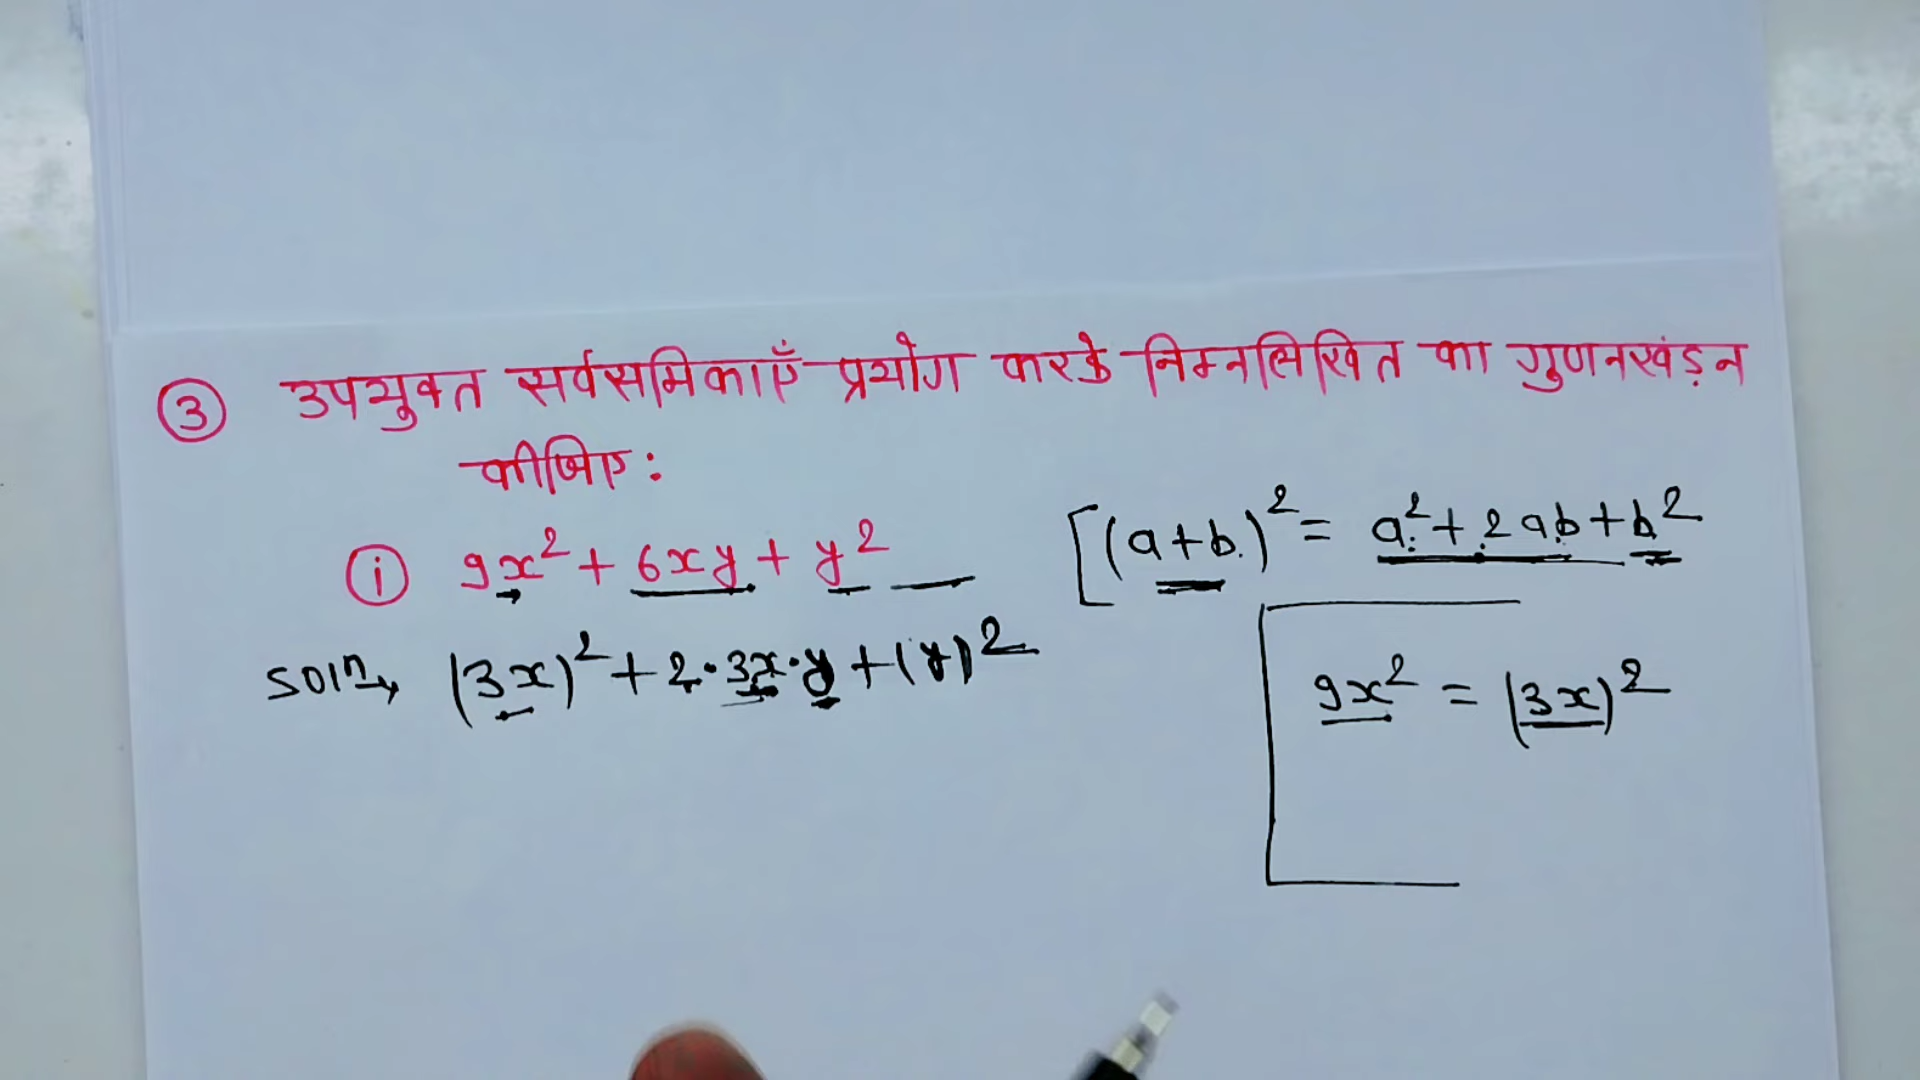 ③ उपयुक्त सर्वसमिकाएँ प्रयोग करके निम्नलिखित का गुणनखंड़न
कीजिए:
ⓘ 9x² + 6xy + y²
[(a+b)² = a² + 2ab + b²
soln→ (3x)² + 2·3x·y + (y)²
9x² = (3x)²